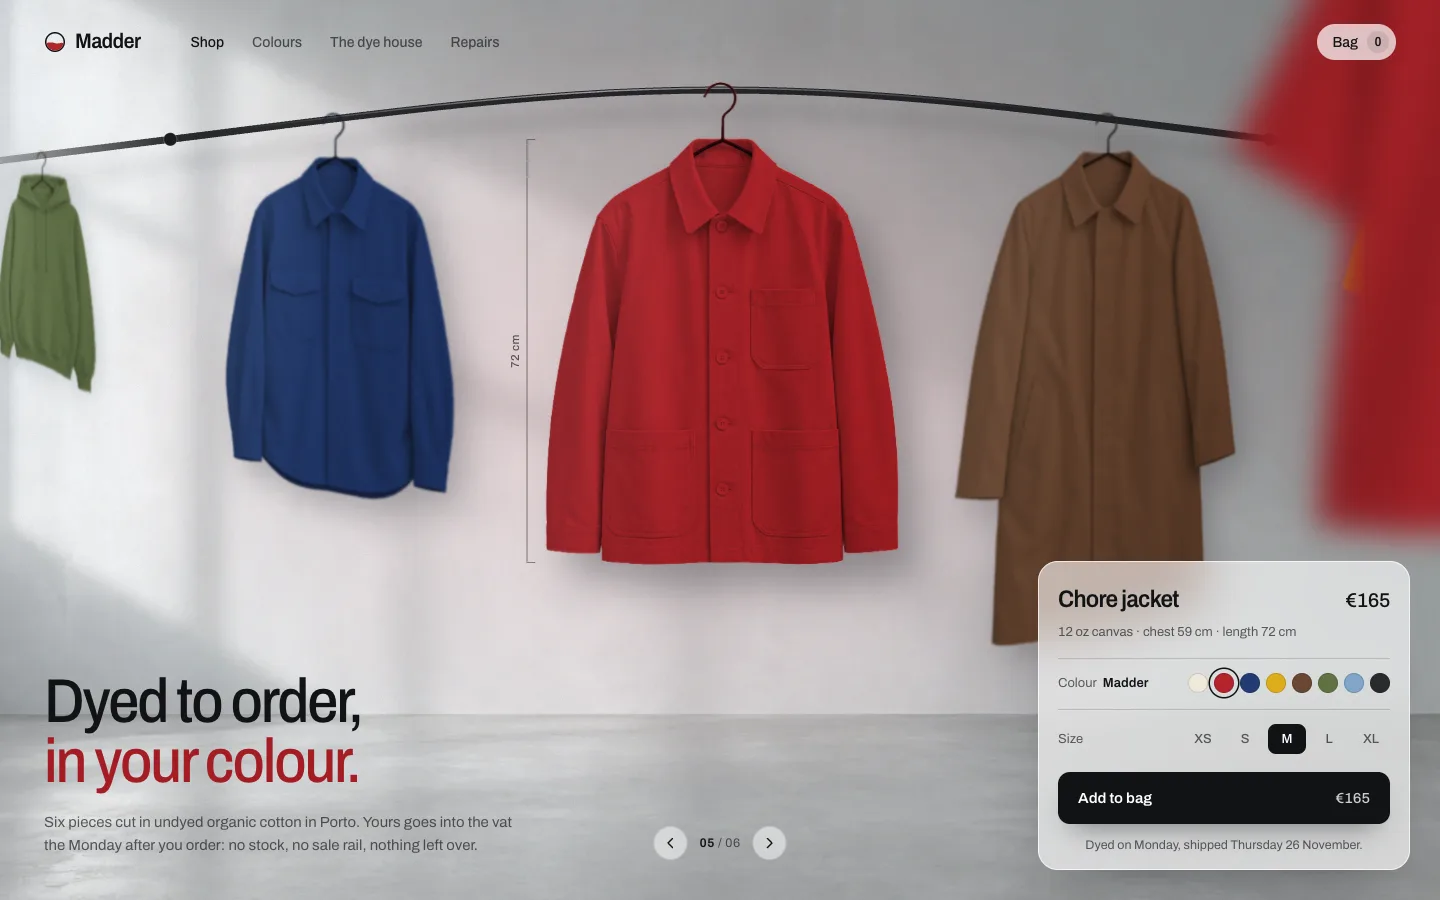 Madder
Shop
Colours
The dye house
Repairs
Bag 0
72 cm
Dyed to order,
in your colour.
Six pieces cut in undyed organic cotton in Porto. Yours goes into the vat
the Monday after you order: no stock, no sale rail, nothing left over.
05 / 06
Chore jacket €165
12 oz canvas · chest 59 cm · length 72 cm
Colour Madder
Size XS S M L XL
Add to bag €165
Dyed on Monday, shipped Thursday 26 November.